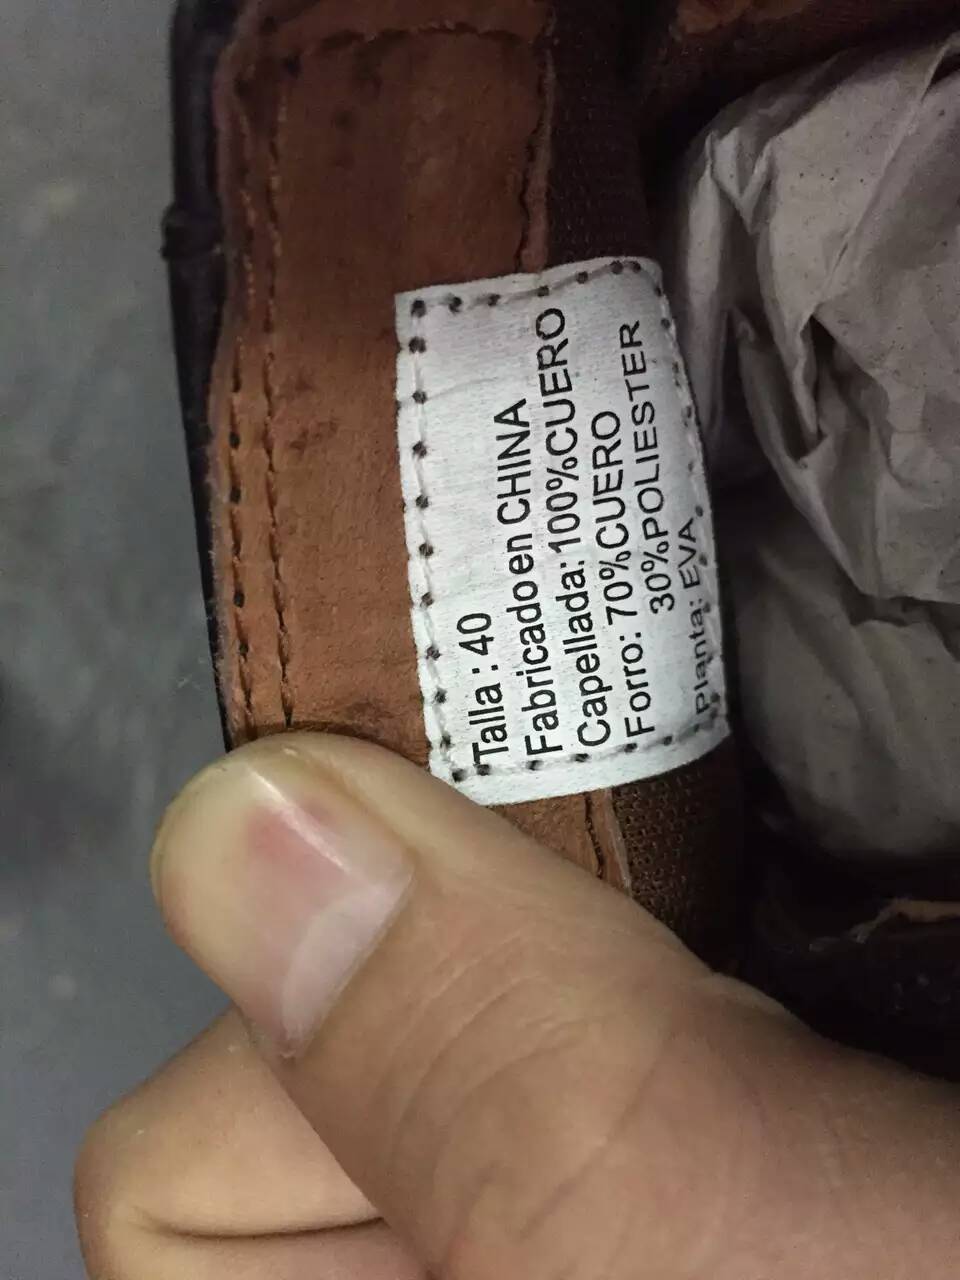 Talla : 40
Fabricado en CHINA
Capellada: 100%CUERO
Forro: 70%CUERO
30%POLIESTER
Planta: EVA